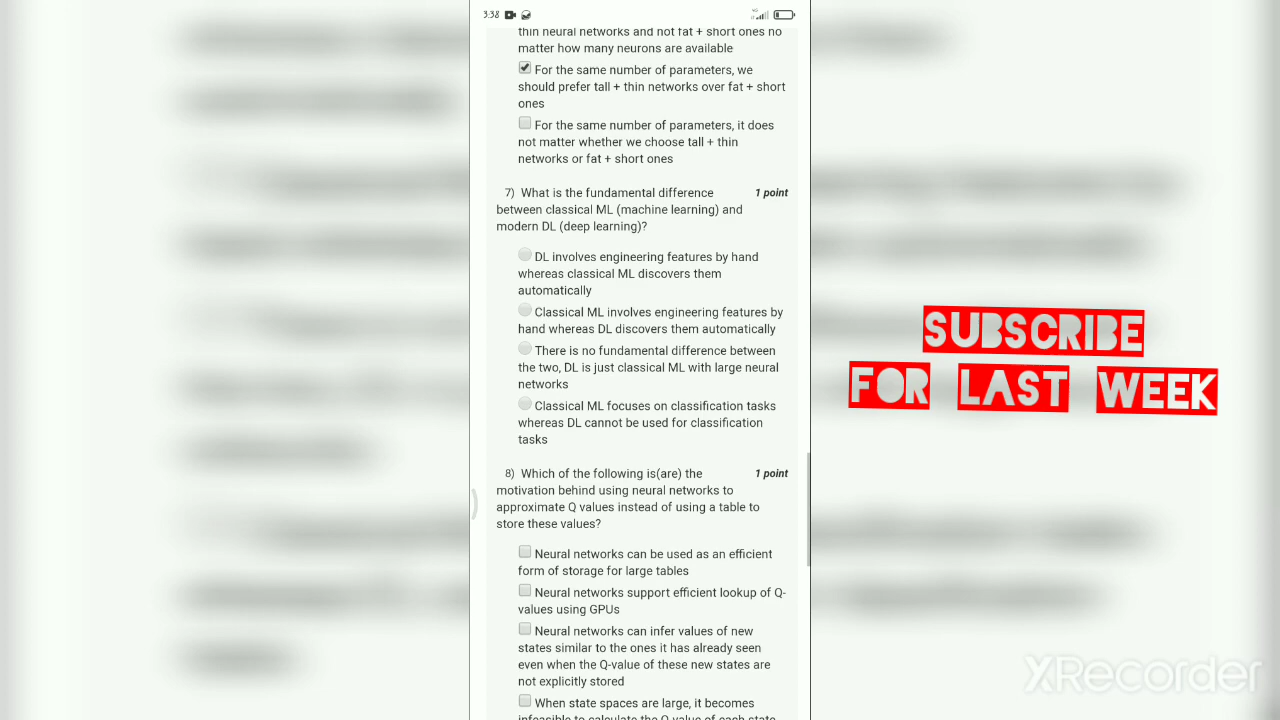 3:38
4G
thin neural networks and not fat + short ones no
matter how many neurons are available
For the same number of parameters, we
should prefer tall + thin networks over fat + short
ones
For the same number of parameters, it does
not matter whether we choose tall + thin
networks or fat + short ones
7) What is the fundamental difference 1 point
between classical ML (machine learning) and
modern DL (deep learning)?
DL involves engineering features by hand
whereas classical ML discovers them
automatically
Classical ML involves engineering features by
hand whereas DL discovers them automatically
There is no fundamental difference between
the two, DL is just classical ML with large neural
networks
Classical ML focuses on classification tasks
whereas DL cannot be used for classification
tasks
8) Which of the following is(are) the 1 point
motivation behind using neural networks to
approximate Q values instead of using a table to
store these values?
Neural networks can be used as an efficient
form of storage for large tables
Neural networks support efficient lookup of Q-
values using GPUs
Neural networks can infer values of new
states similar to the ones it has already seen
even when the Q-value of these new states are
not explicitly stored
When state spaces are large, it becomes
infeasible to calculate the Q value of each state
SUBSCRIBE
FOR LAST WEEK
XRecorder